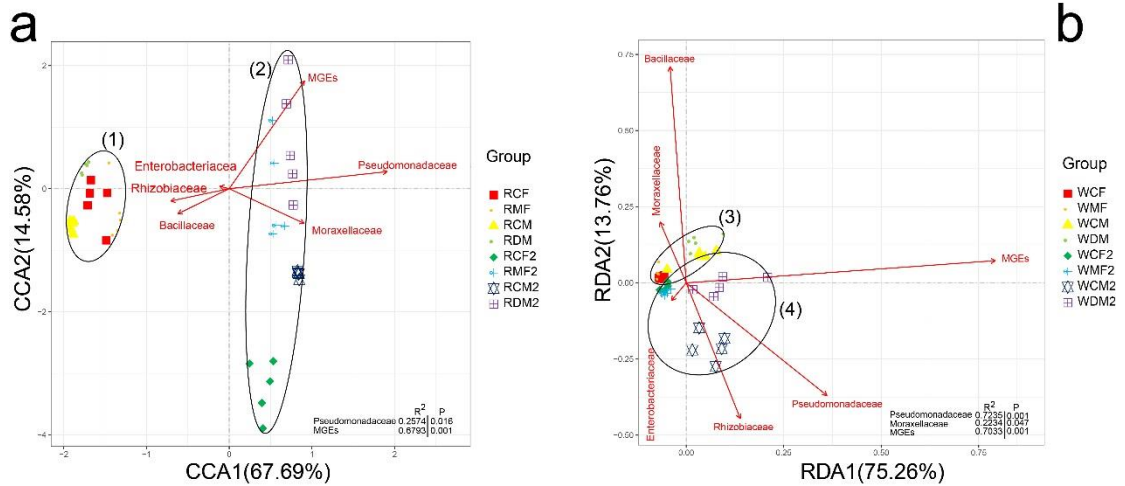 a
b
(1)
(2)
MGEs
Enterobacteriacea
Pseudomonadaceae
Rhizobiaceae
Bacillaceae
Moraxellaceae
2
0
−2
−4
−2
−1
0
1
2
CCA2(14.58%)
CCA1(67.69%)
R2 P
Pseudomonadaceae 0.2574 0.016
MGEs 0.6793 0.001
Group
RCF
RMF
RCM
RDM
RCF2
RMF2
RCM2
RDM2
Bacillaceae
Moraxellaceae
(3)
MGEs
(4)
Enterobacteriaceae
Pseudomonadaceae
Rhizobiaceae
0.75
0.50
0.25
0.00
−0.25
−0.50
0.00
0.25
0.50
0.75
RDA2(13.76%)
RDA1(75.26%)
R2 P
Pseudomonadaceae 0.7235 0.001
Moraxellaceae 0.2234 0.047
MGEs 0.7033 0.001
Group
WCF
WMF
WCM
WDM
WCF2
WMF2
WCM2
WDM2